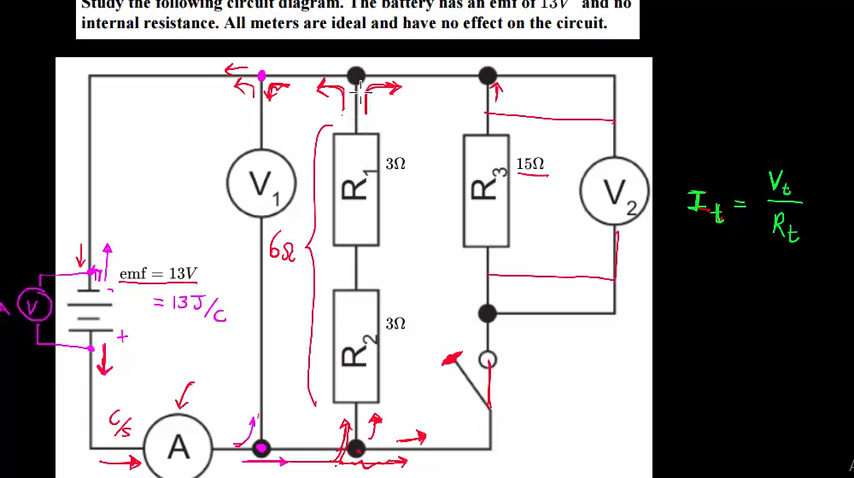 Study the following circuit diagram. The battery has an emf of 13V and no
internal resistance. All meters are ideal and have no effect on the circuit.
V1
R1
3Ω
R3
15Ω
V2
6Ω
It = Vt / Rt
emf = 13V
= 13J/C
V
-
+
R2
3Ω
C/s
A